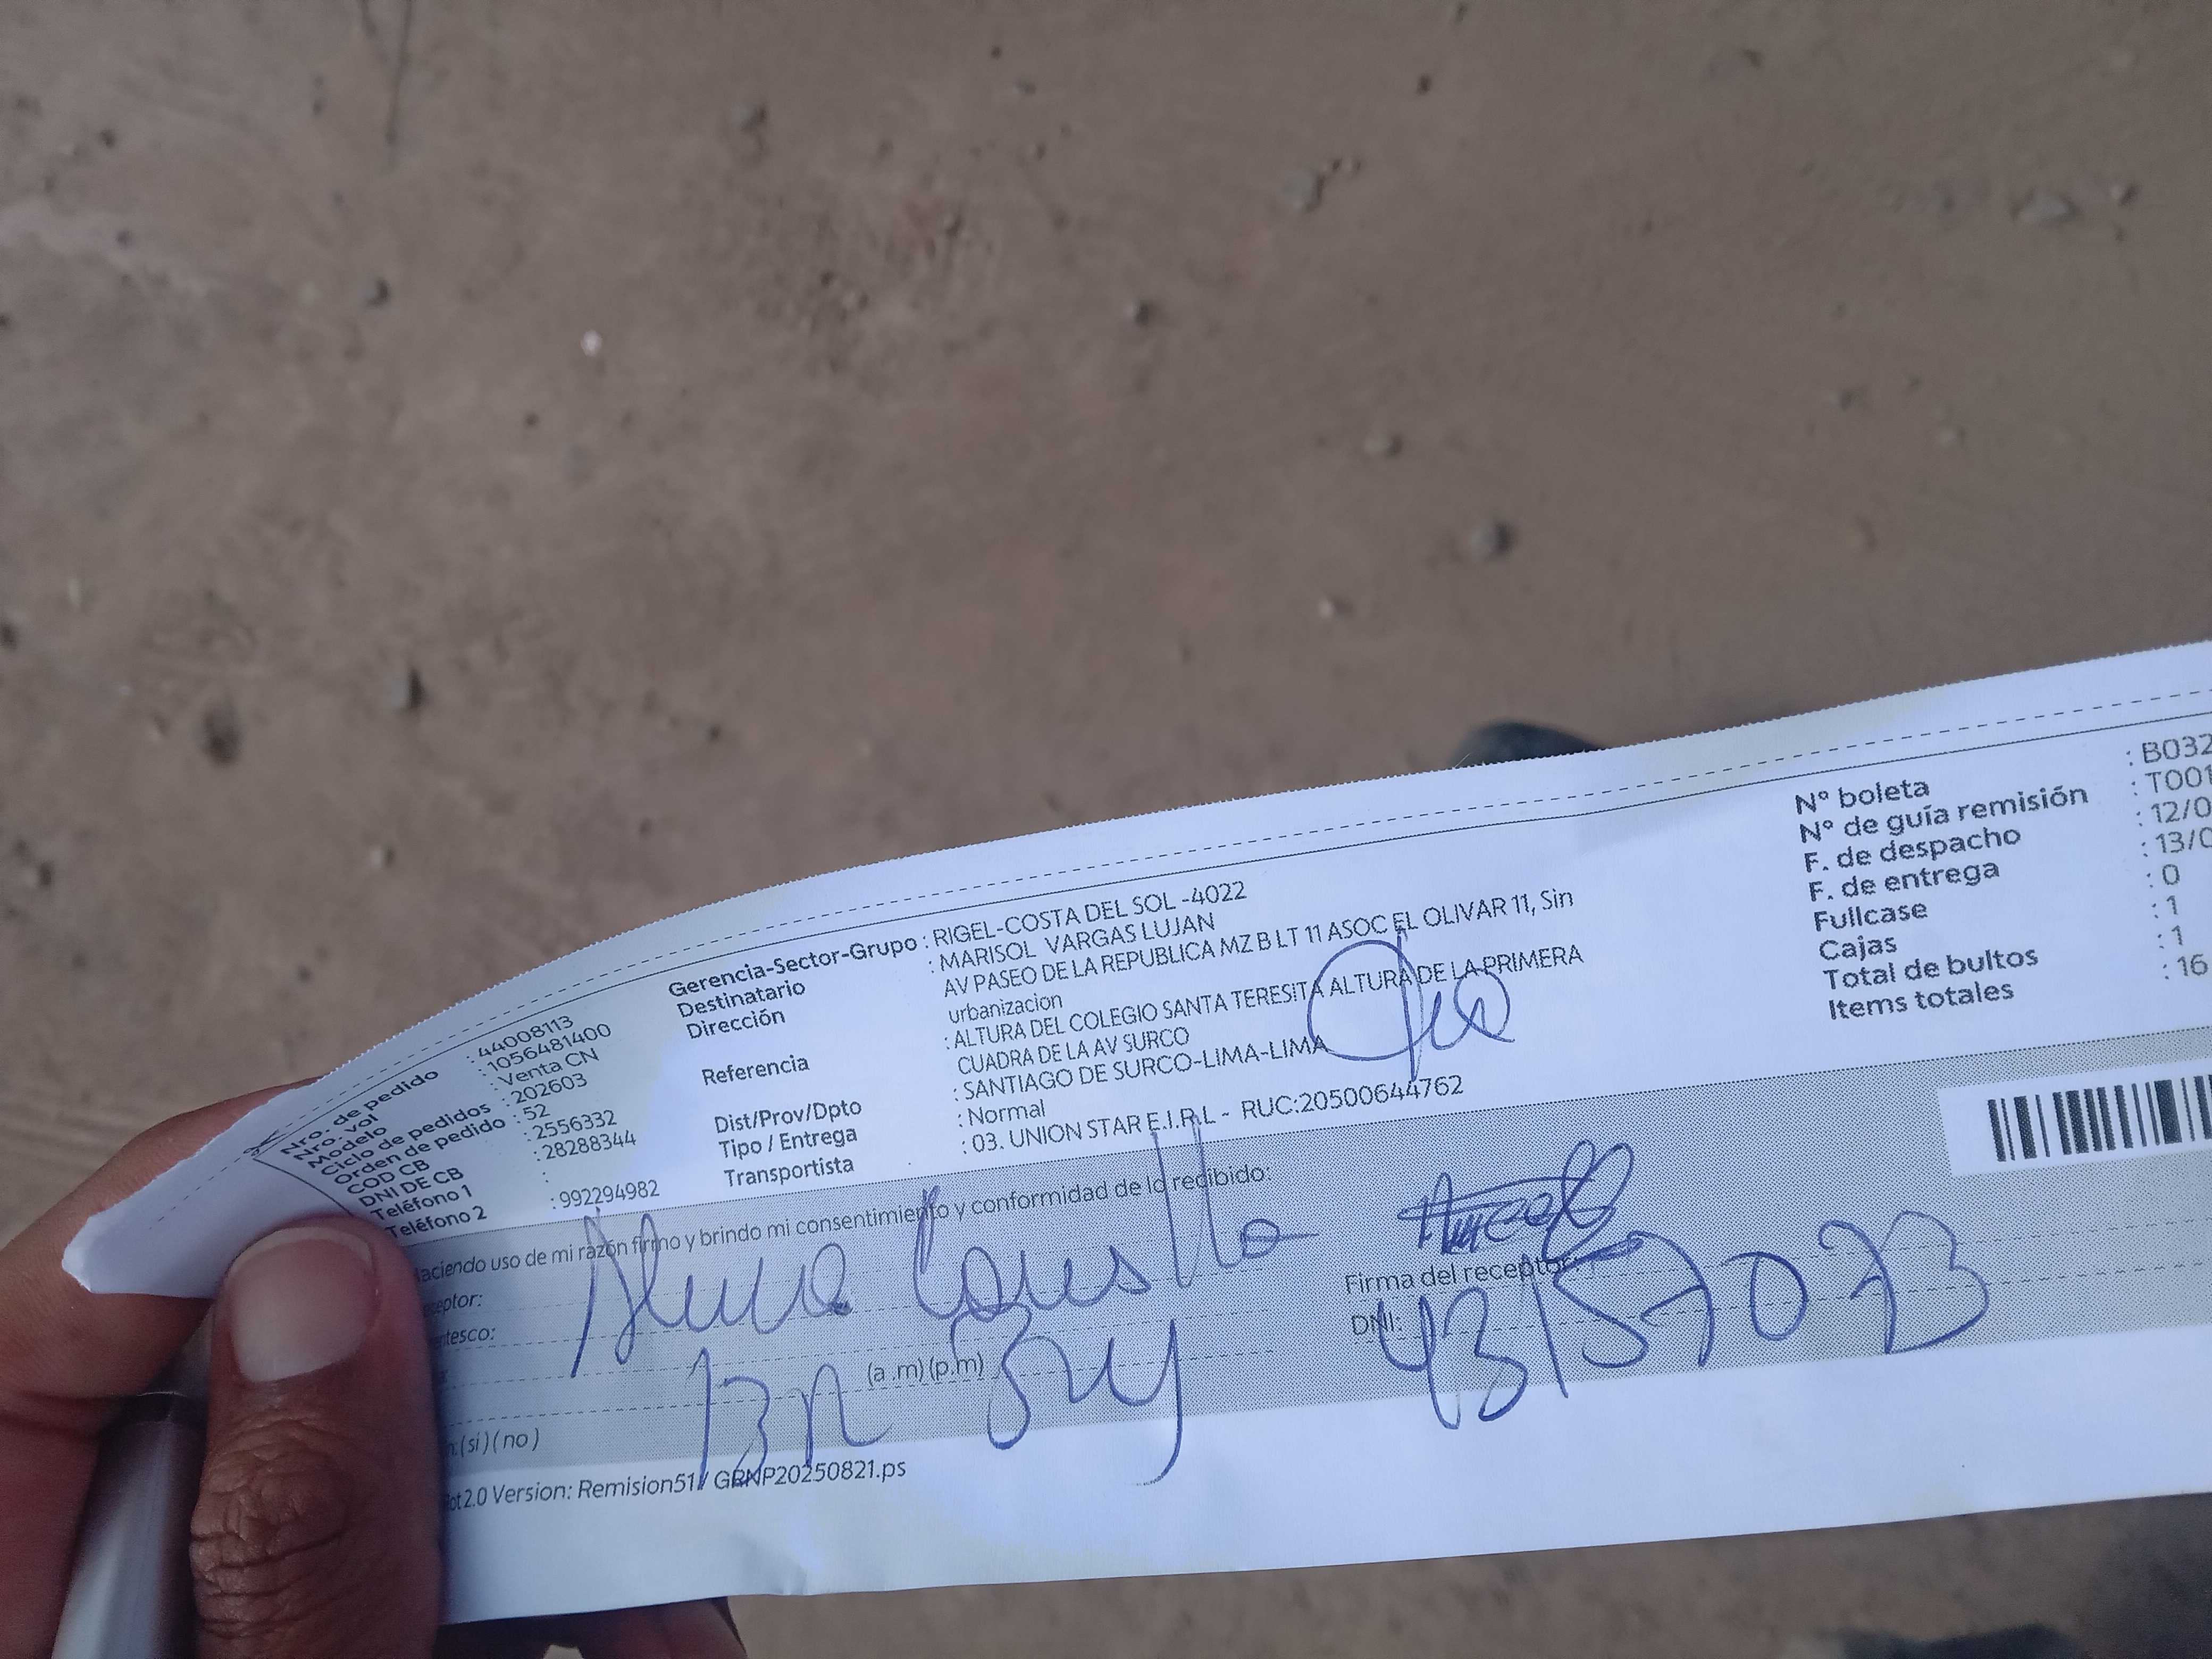 Nro. de pedido : 44008113
Nro. vol : 1056481400
Modelo : Venta CN
Ciclo de pedidos : 202603
Orden de pedido : 52
COD CB : 2556332
DNI DE CB : 28288344
Teléfono 1 :
Teléfono 2 : 992294982
Gerencia-Sector-Grupo : RIGEL-COSTA DEL SOL -4022
Destinatario : MARISOL VARGAS LUJAN
Dirección AV PASEO DE LA REPUBLICA MZ B LT 11 ASOC EL OLIVAR 11, Sin
urbanizacion
Referencia : ALTURA DEL COLEGIO SANTA TERESITA ALTURA DE LA PRIMERA
CUADRA DE LA AV SURCO
Dist/Prov/Dpto : SANTIAGO DE SURCO-LIMA-LIMA
Tipo / Entrega : Normal
Transportista : 03. UNION STAR E.I.R.L - RUC:20500644762
N° boleta : B032
N° de guía remisión : T001
F. de despacho : 12/0
F. de entrega : 13/0
Fullcase : 0
Cajas : 1
Total de bultos : 1
Items totales : 16
aciendo uso de mi razón firmo y brindo mi consentimiento y conformidad de lo recibido:
eptor:
ntesco:
(a .m) (p.m)
n: (si) (no)
Firma del receptor:
DNI: 43157073
ot 2.0 Version: Remision51 / GRNP20250821.ps